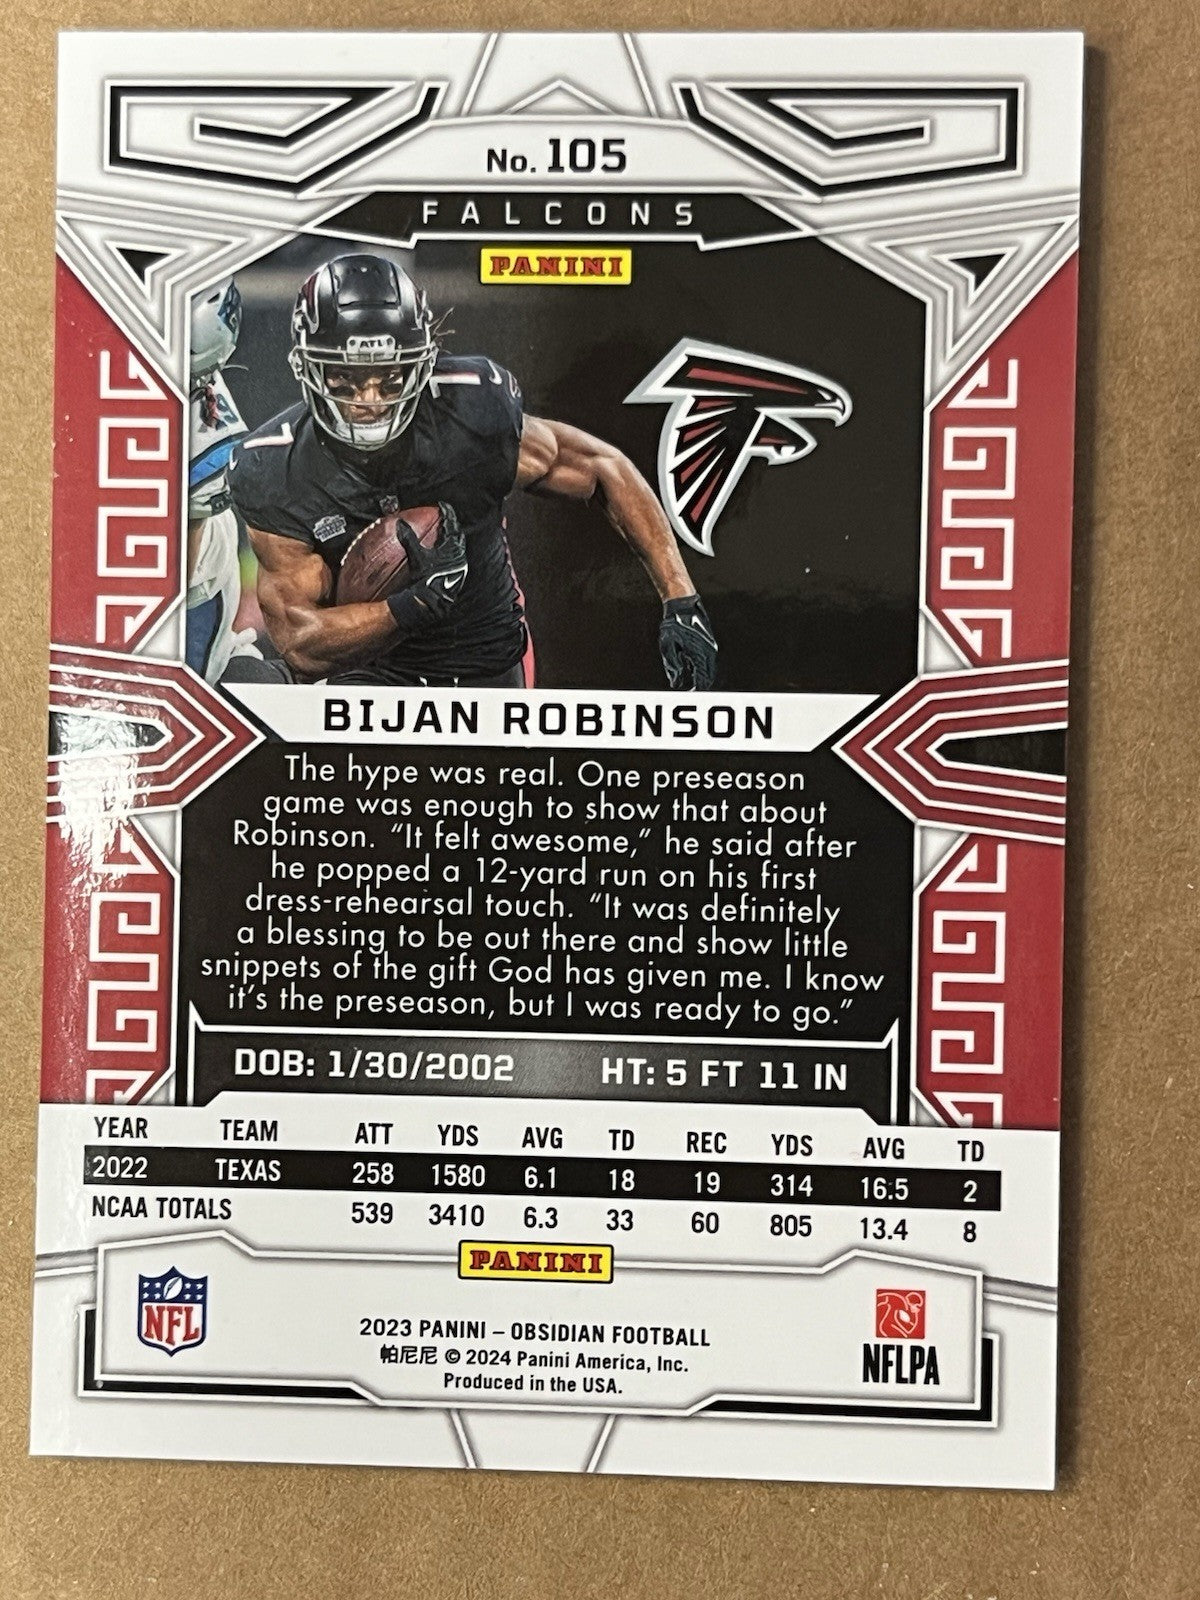 No. 105
FALCONS
PANINI
ATL
7
7
BIJAN ROBINSON
The hype was real. One preseason
game was enough to show that about
Robinson. “It felt awesome,” he said after
he popped a 12-yard run on his first
dress-rehearsal touch. “It was definitely
a blessing to be out there and show little
snippets of the gift God has given me. I know
it’s the preseason, but I was ready to go.”
DOB: 1/30/2002 HT: 5 FT 11 IN
YEAR TEAM ATT YDS AVG TD REC YDS AVG TD
2022 TEXAS 258 1580 6.1 18 19 314 16.5 2
NCAA TOTALS 539 3410 6.3 33 60 805 13.4 8
PANINI
NFL
2023 PANINI – OBSIDIAN FOOTBALL
帕尼尼 © 2024 Panini America, Inc.
Produced in the USA.
NFLPA